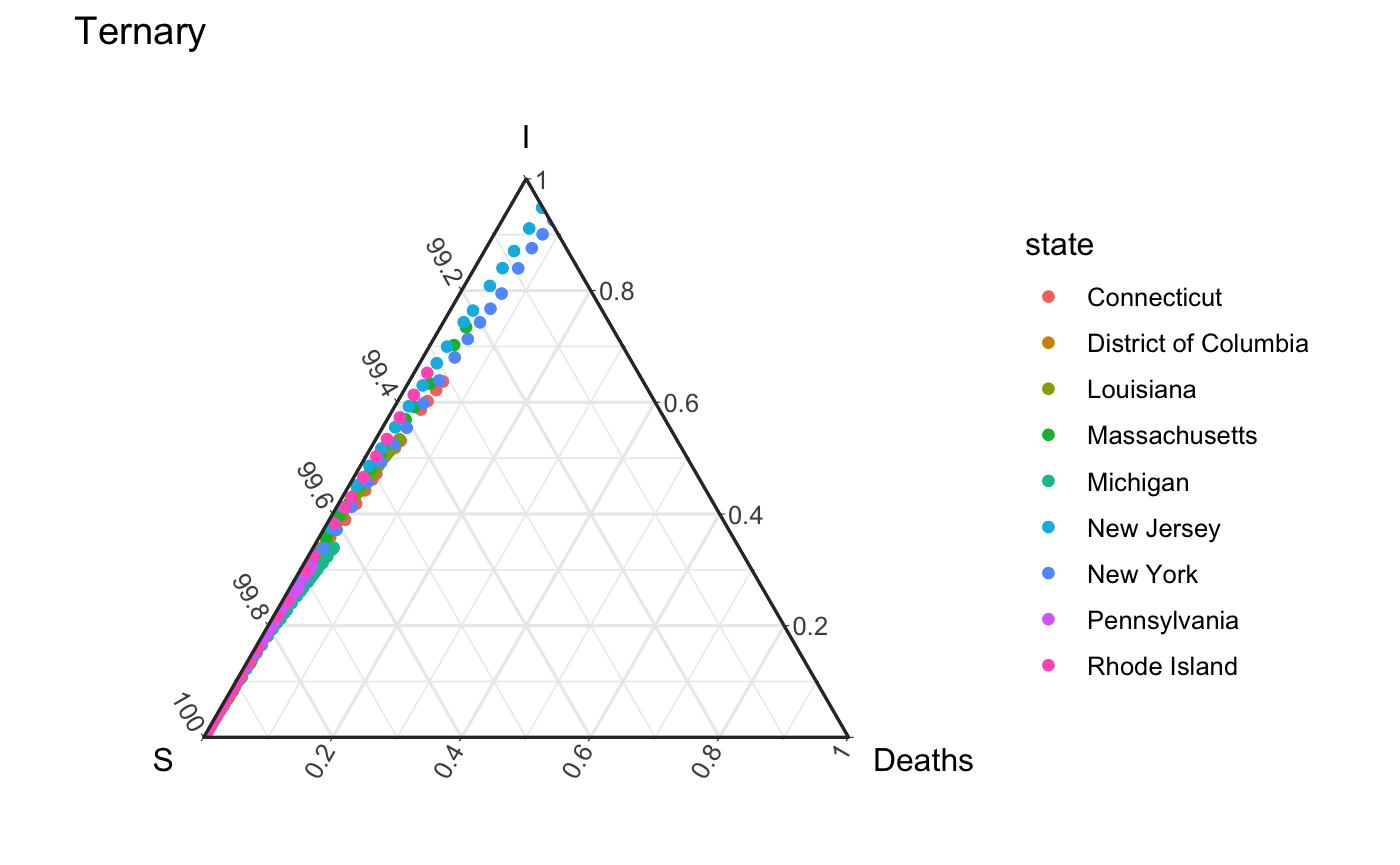 Ternary
I
1
99.2
0.8
99.4
0.6
99.6
0.4
99.8
0.2
100
S
0.2
0.4
0.6
0.8
1
Deaths
state
Connecticut
District of Columbia
Louisiana
Massachusetts
Michigan
New Jersey
New York
Pennsylvania
Rhode Island